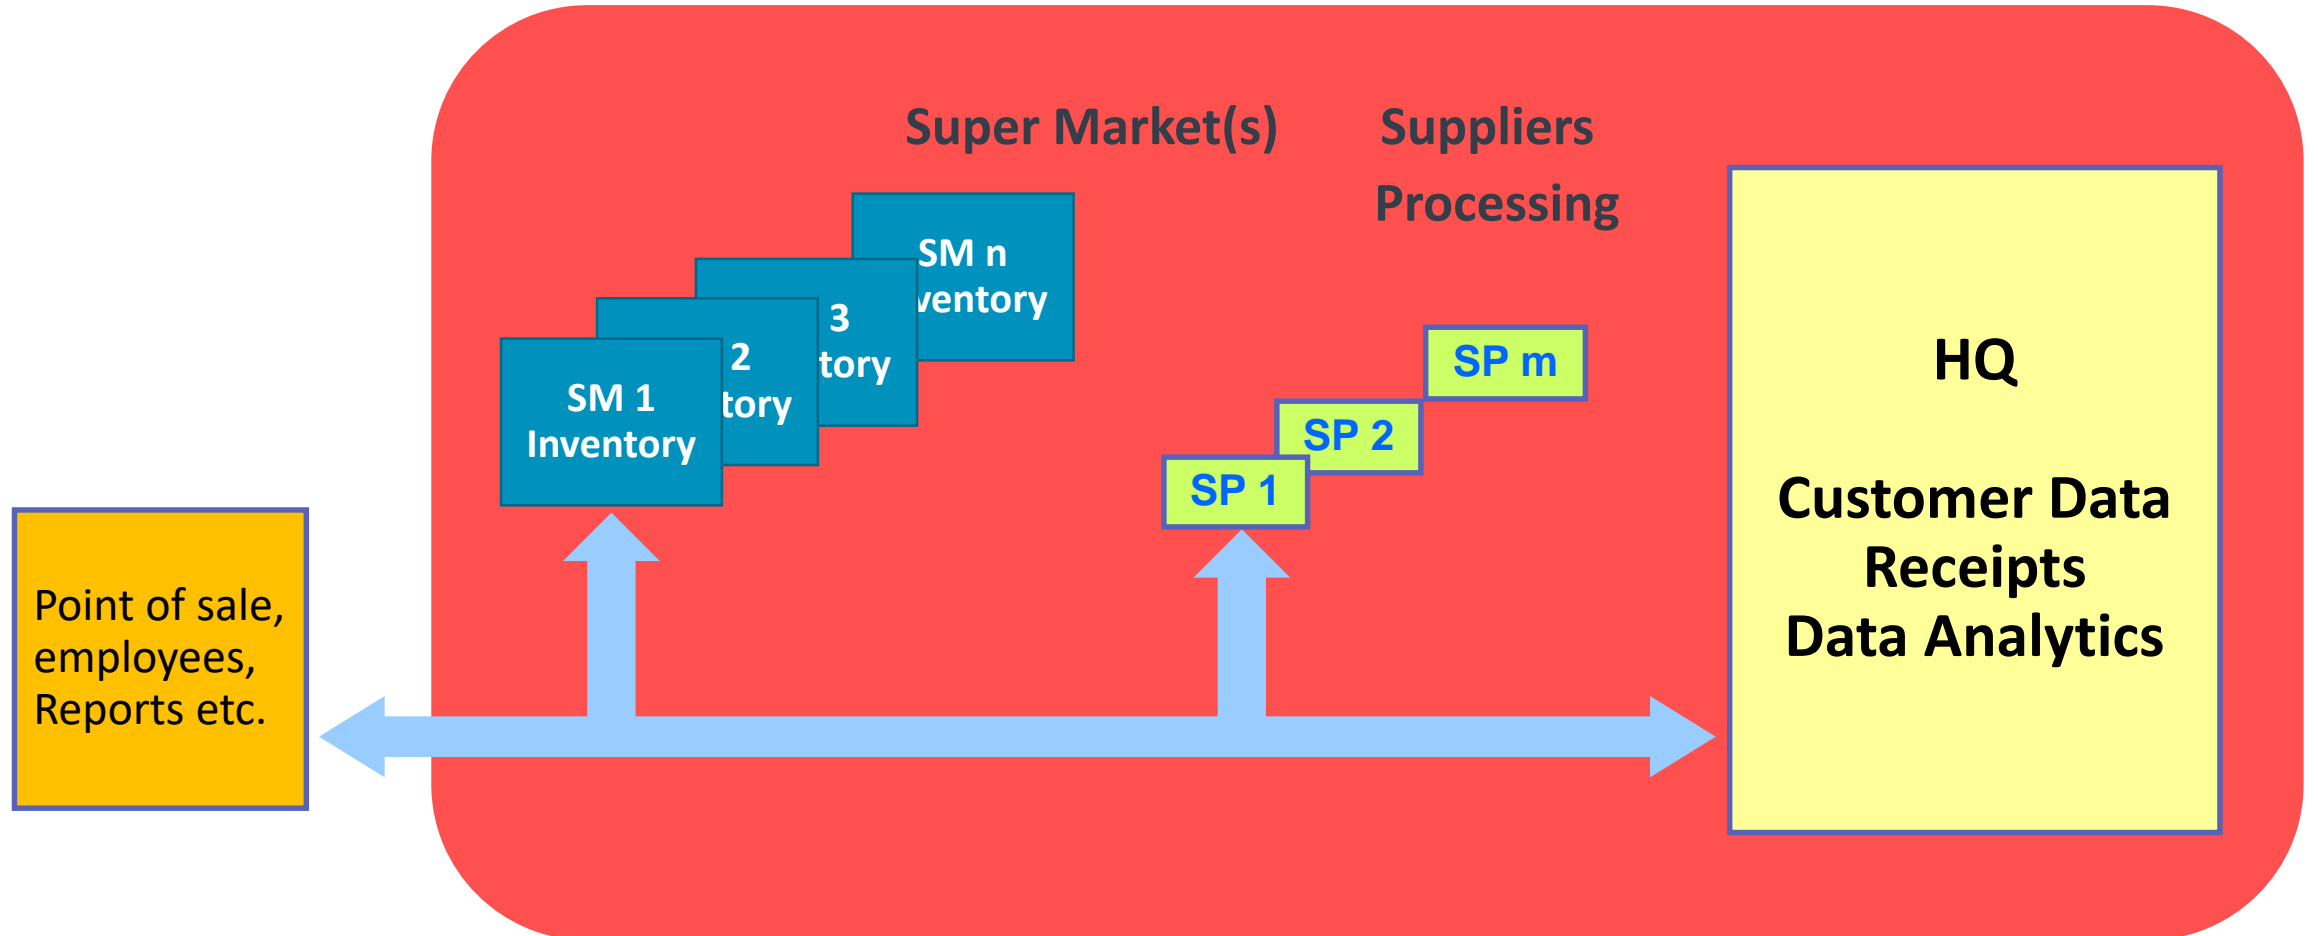 Super Market(s)
Suppliers
Processing
SM n
ventory
3
tory
2
tory
SM 1
Inventory
SP m
SP 2
SP 1
HQ
Customer Data
Receipts
Data Analytics
Point of sale,
employees,
Reports etc.